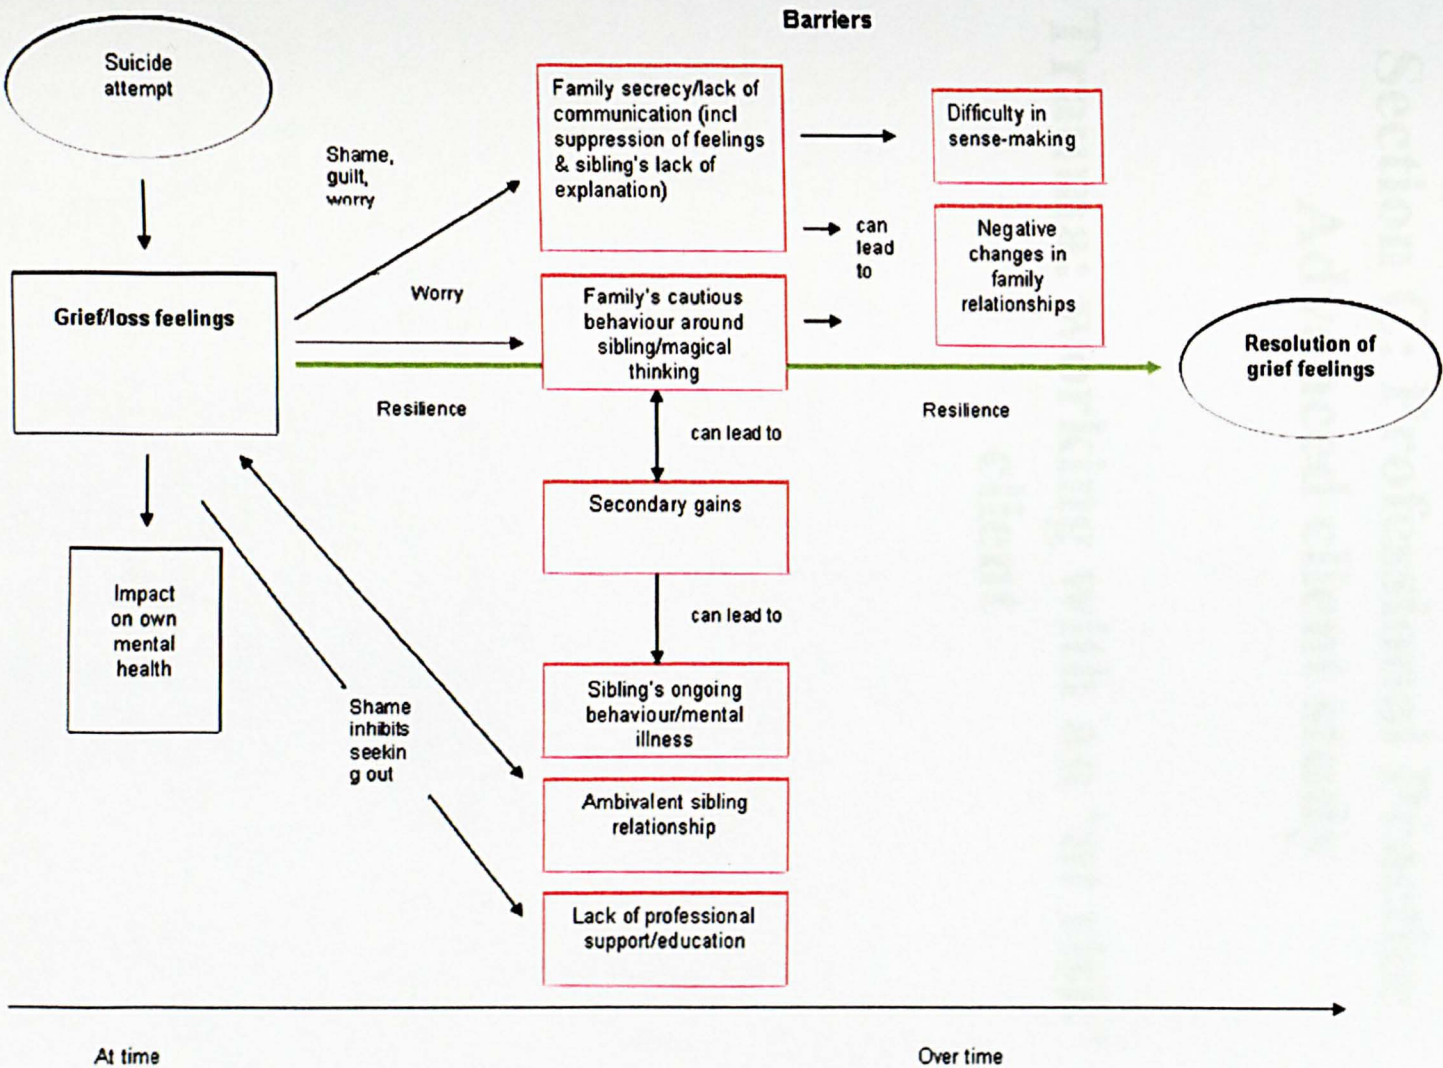 Barriers
Suicide
attempt
Shame,
guilt,
worry
Family secrecy/lack of
communication (incl
suppression of feelings
& sibling's lack of
explanation)
Difficulty in
sense-making
can
lead
to
Negative
changes in
family
relationships
Grief/loss feelings
Worry
Family's cautious
behaviour around
sibling/magical
thinking
Resolution of
grief feelings
Resilience
Resilience
can lead to
Secondary gains
can lead to
Impact
on own
mental
health
Shame
inhibits
seekin
g out
Sibling's ongoing
behaviour/mental
illness
Ambivalent sibling
relationship
Lack of professional
support/education
At time
Over time